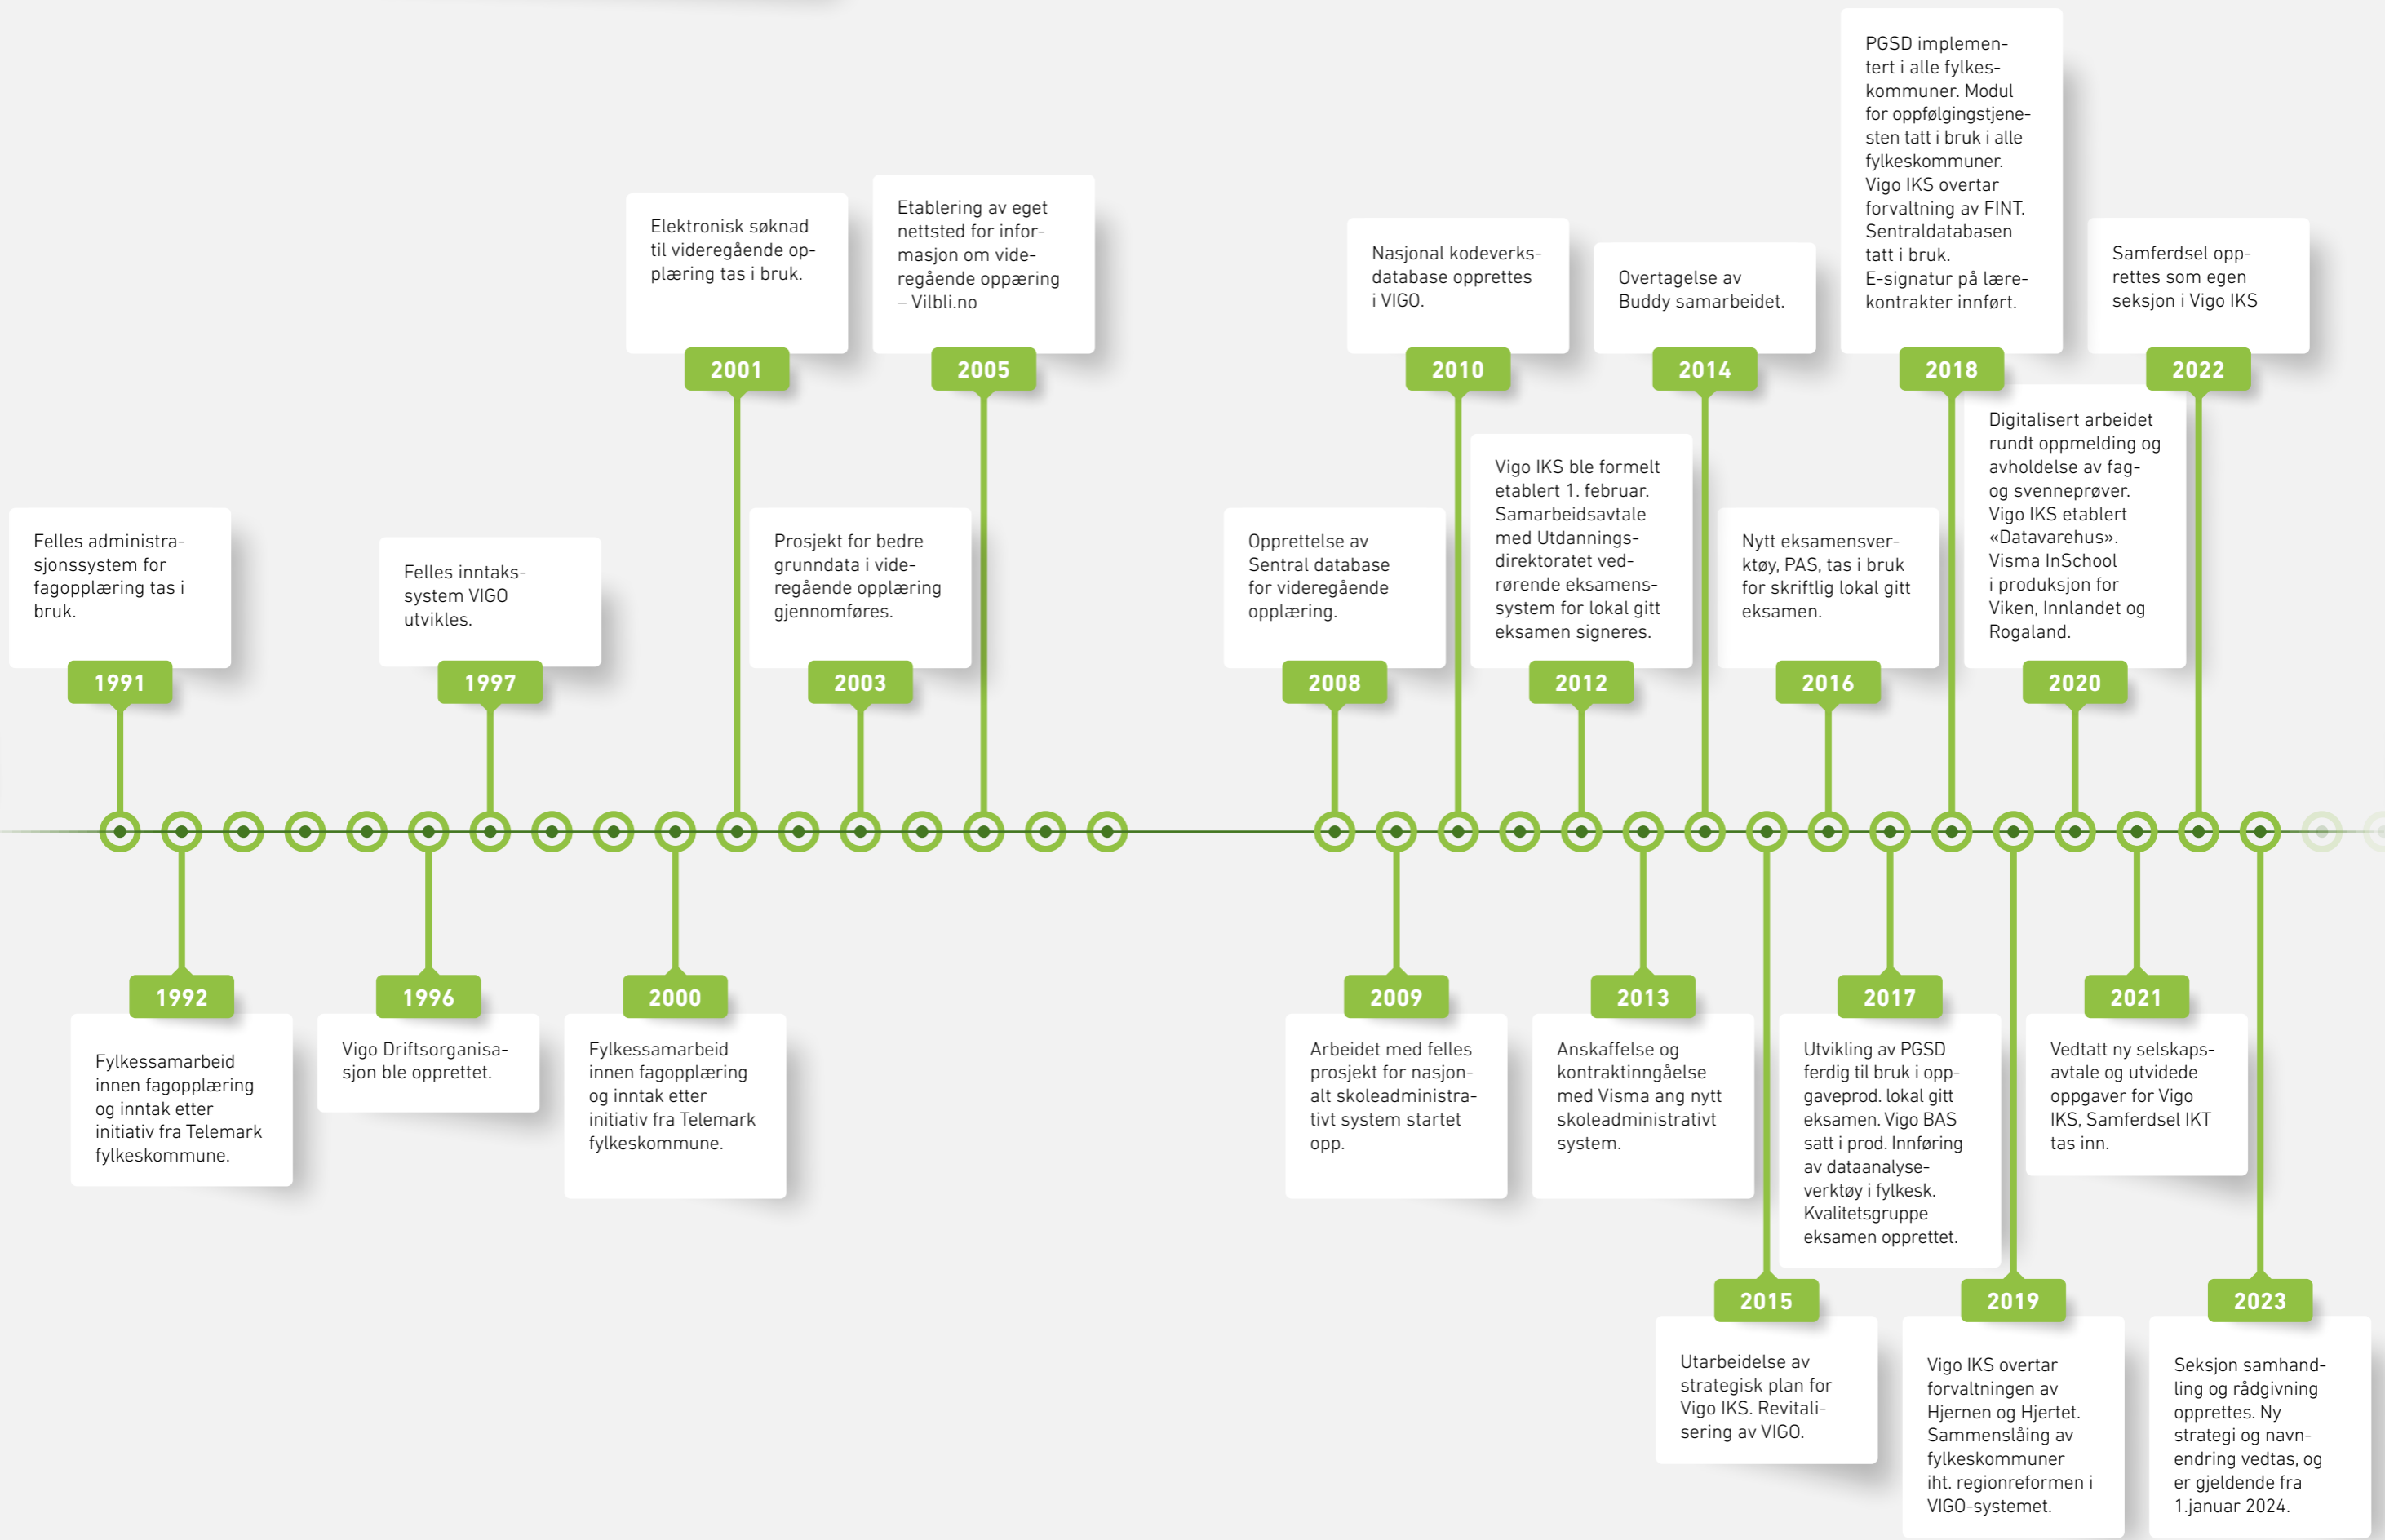 1991
Felles administra-
sjonssystem for
fagopplæring tas i
bruk.
1992
Fylkessamarbeid
innen fagopplæring
og inntak etter
initiativ fra Telemark
fylkeskommune.
1996
Vigo Driftsorganisa-
sjon ble opprettet.
1997
Felles inntaks-
system VIGO
utvikles.
2000
Fylkessamarbeid
innen fagopplæring
og inntak etter
initiativ fra Telemark
fylkeskommune.
Elektronisk søknad
til videregående op-
plæring tas i bruk.
2001
Prosjekt for bedre
grunndata i vide-
regående opplæring
gjennomføres.
2003
Etablering av eget
nettsted for infor-
masjon om vide-
regående oppæring
– Vilbli.no
2005
Opprettelse av
Sentral database
for videregående
opplæring.
2008
2009
Arbeidet med felles
prosjekt for nasjon-
alt skoleadministra-
tivt system startet
opp.
Nasjonal kodeverks-
database opprettes
i VIGO.
2010
Vigo IKS ble formelt
etablert 1. februar.
Samarbeidsavtale
med Utdannings-
direktoratet ved-
rørende eksamens-
system for lokal gitt
eksamen signeres.
2012
2013
Anskaffelse og
kontraktinngåelse
med Visma ang nytt
skoleadministrativt
system.
Overtagelse av
Buddy samarbeidet.
2014
2015
Utarbeidelse av
strategisk plan for
Vigo IKS. Revitali-
sering av VIGO.
Nytt eksamensver-
ktøy, PAS, tas i bruk
for skriftlig lokal gitt
eksamen.
2016
2017
Utvikling av PGSD
ferdig til bruk i opp-
gaveprod. lokal gitt
eksamen. Vigo BAS
satt i prod. Innføring
av dataanalyse-
verktøy i fylkesk.
Kvalitetsgruppe
eksamen opprettet.
PGSD implemen-
tert i alle fylkes-
kommuner. Modul
for oppfølgingstjene-
sten tatt i bruk i alle
fylkeskommuner.
Vigo IKS overtar
forvaltning av FINT.
Sentraldatabasen
tatt i bruk.
E-signatur på lære-
kontrakter innført.
2018
2019
Vigo IKS overtar
forvaltningen av
Hjernen og Hjertet.
Sammenslåing av
fylkeskommuner
iht. regionreformen i
VIGO-systemet.
Digitalisert arbeidet
rundt oppmelding og
avholdelse av fag-
og svenneprøver.
Vigo IKS etablert
«Datavarehus».
Visma InSchool
i produksjon for
Viken, Innlandet og
Rogaland.
2020
2021
Vedtatt ny selskaps-
avtale og utvidede
oppgaver for Vigo
IKS, Samferdsel IKT
tas inn.
Samferdsel opp-
rettes som egen
seksjon i Vigo IKS
2022
2023
Seksjon samhand-
ling og rådgivning
opprettes. Ny
strategi og navn-
endring vedtas, og
er gjeldende fra
1.januar 2024.